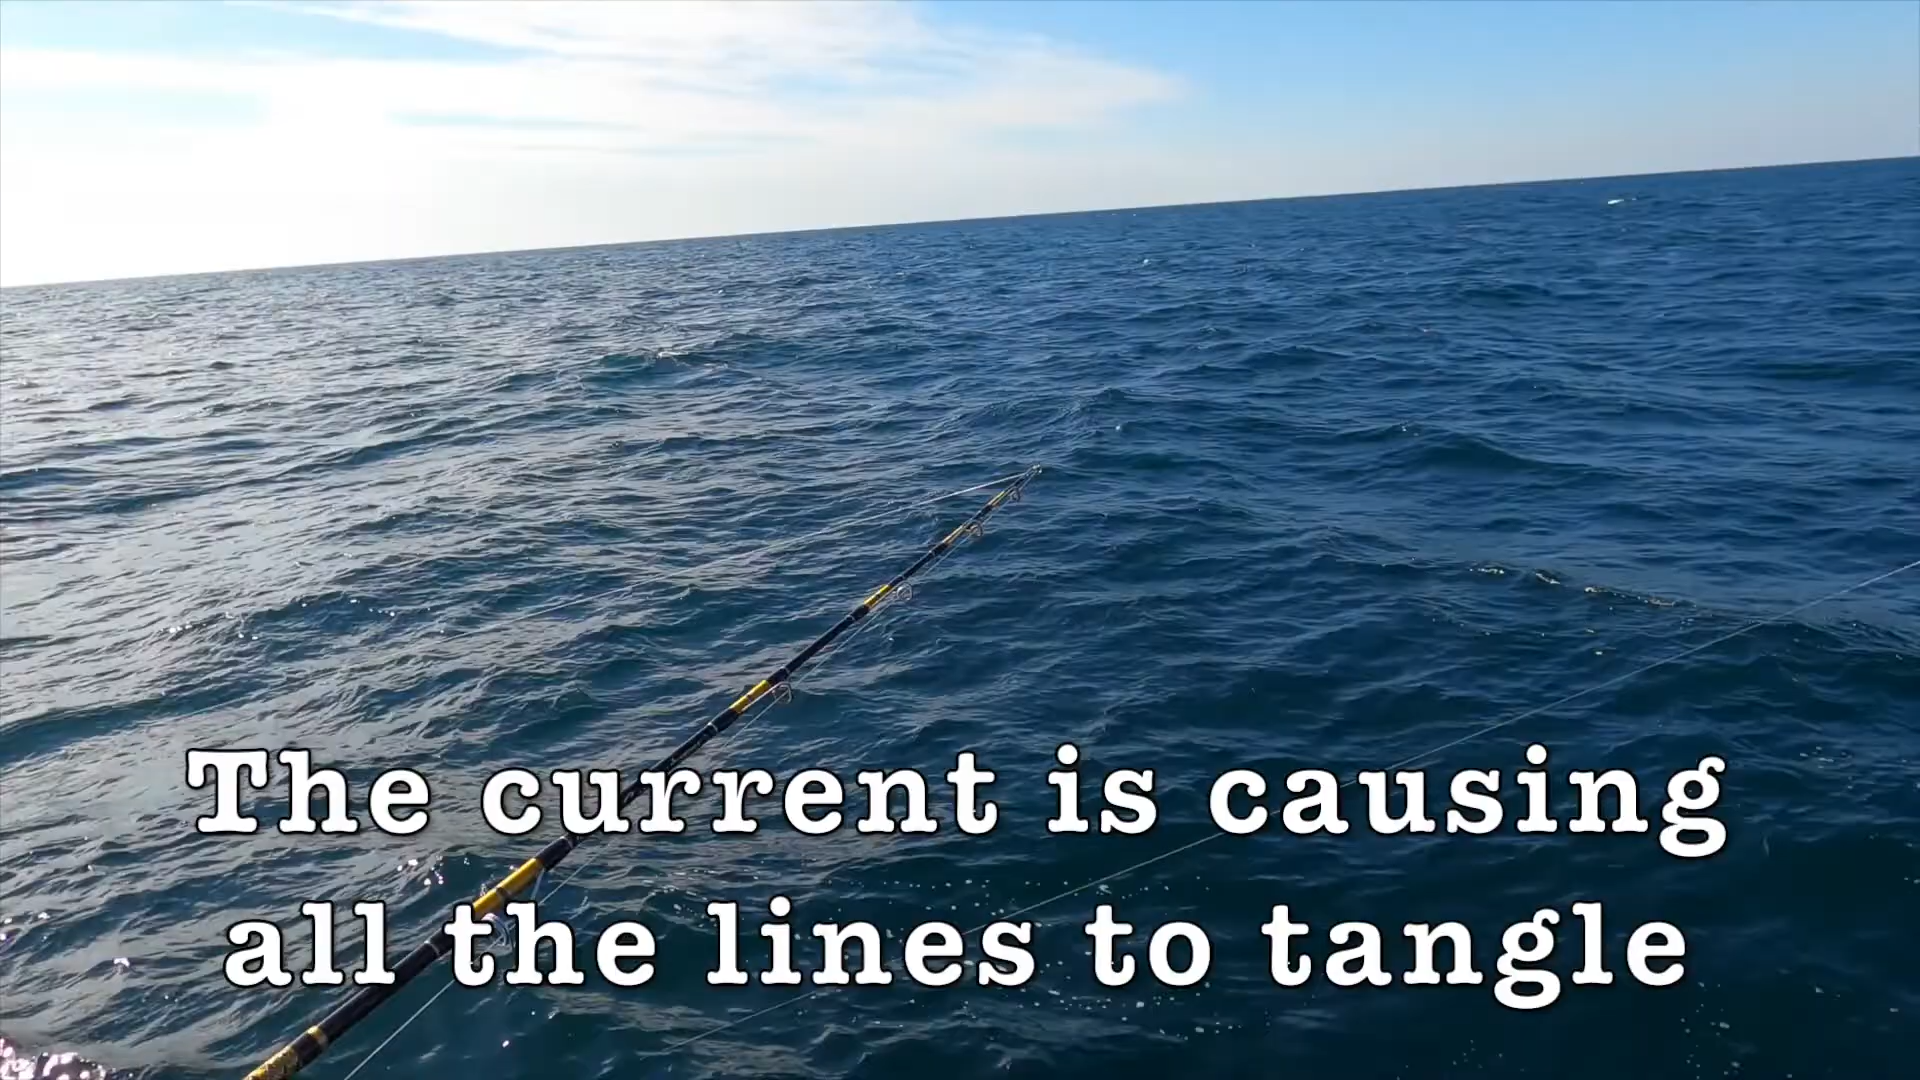 The current is causing
all the lines to tangle